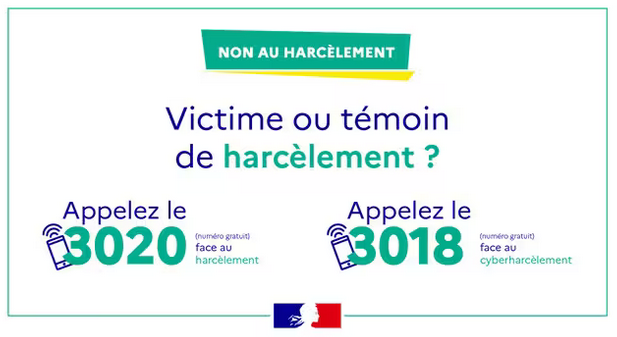 NON AU HARCÈLEMENT
Victime ou témoin
de harcèlement ?
Appelez le
3020
(numéro gratuit)
face au
harcèlement
Appelez le
3018
(numéro gratuit)
face au
cyberharcèlement